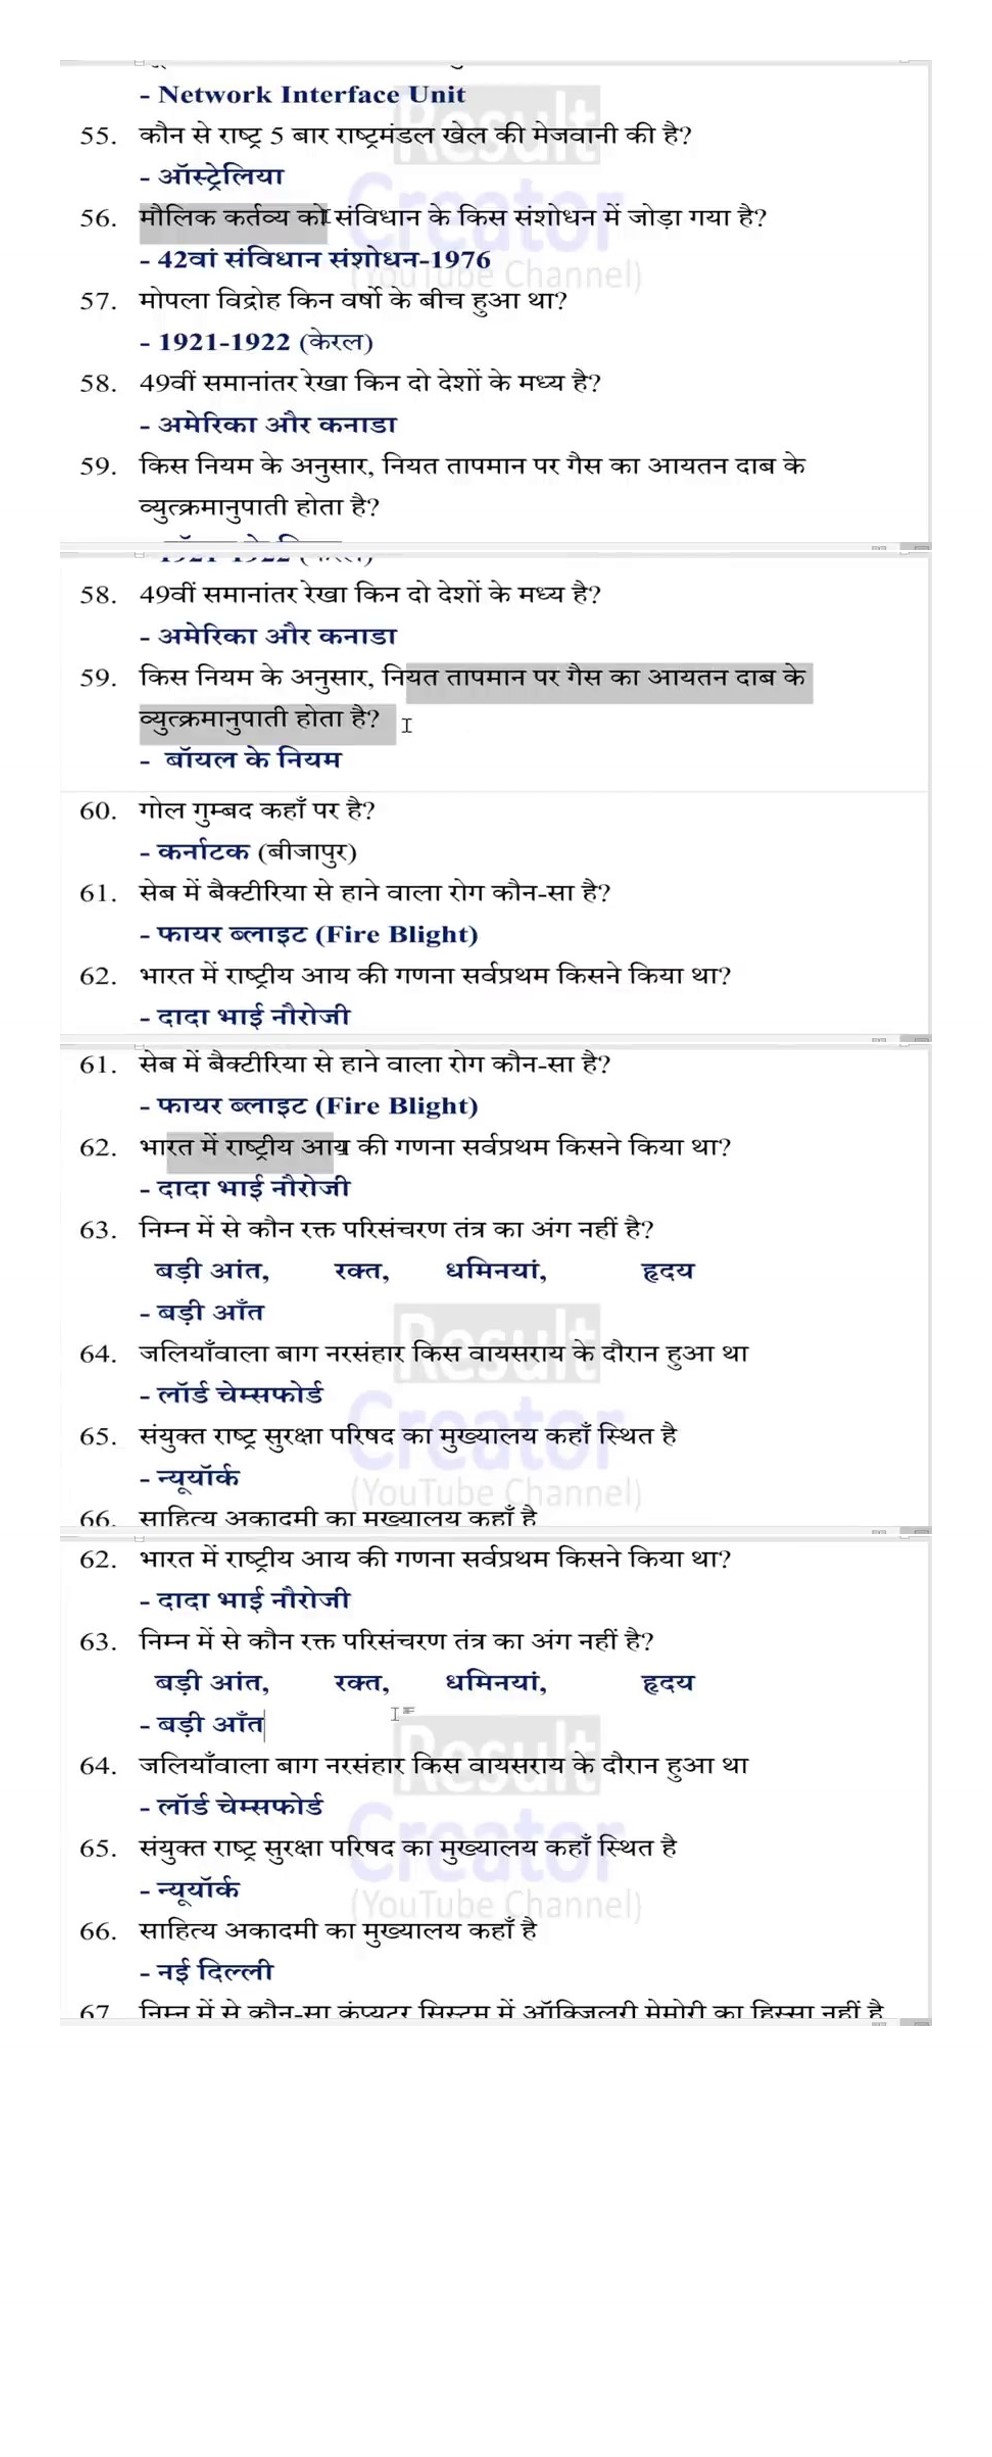 - Network Interface Unit
55. कौन से राष्ट्र 5 बार राष्ट्रमंडल खेल की मेजवानी की है?
- ऑस्ट्रेलिया
56. मौलिक कर्तव्य को संविधान के किस संशोधन में जोड़ा गया है?
- 42वां संविधान संशोधन-1976
57. मोपला विद्रोह किन वर्षो के बीच हुआ था?
- 1921-1922 (केरल)
58. 49वीं समानांतर रेखा किन दो देशों के मध्य है?
- अमेरिका और कनाडा
59. किस नियम के अनुसार, नियत तापमान पर गैस का आयतन दाब के
व्युत्क्रमानुपाती होता है?
Result
Creator
(YouTube Channel)
58. 49वीं समानांतर रेखा किन दो देशों के मध्य है?
- अमेरिका और कनाडा
59. किस नियम के अनुसार, नियत तापमान पर गैस का आयतन दाब के
व्युत्क्रमानुपाती होता है?
- बॉयल के नियम
60. गोल गुम्बद कहाँ पर है?
- कर्नाटक (बीजापुर)
61. सेब में बैक्टीरिया से हाने वाला रोग कौन-सा है?
- फायर ब्लाइट (Fire Blight)
62. भारत में राष्ट्रीय आय की गणना सर्वप्रथम किसने किया था?
- दादा भाई नौरोजी
61. सेब में बैक्टीरिया से हाने वाला रोग कौन-सा है?
- फायर ब्लाइट (Fire Blight)
62. भारत में राष्ट्रीय आय की गणना सर्वप्रथम किसने किया था?
- दादा भाई नौरोजी
63. निम्न में से कौन रक्त परिसंचरण तंत्र का अंग नहीं है?
बड़ी आंत, रक्त, धमिनयां, हृदय
- बड़ी आँत
64. जलियाँवाला बाग नरसंहार किस वायसराय के दौरान हुआ था
- लॉर्ड चेम्सफोर्ड
65. संयुक्त राष्ट्र सुरक्षा परिषद का मुख्यालय कहाँ स्थित है
- न्यूयॉर्क
66. साहित्य अकादमी का मुख्यालय कहाँ है
Result
Creator
(YouTube Channel)
62. भारत में राष्ट्रीय आय की गणना सर्वप्रथम किसने किया था?
- दादा भाई नौरोजी
63. निम्न में से कौन रक्त परिसंचरण तंत्र का अंग नहीं है?
बड़ी आंत, रक्त, धमिनयां, हृदय
- बड़ी आँत
64. जलियाँवाला बाग नरसंहार किस वायसराय के दौरान हुआ था
- लॉर्ड चेम्सफोर्ड
65. संयुक्त राष्ट्र सुरक्षा परिषद का मुख्यालय कहाँ स्थित है
- न्यूयॉर्क
66. साहित्य अकादमी का मुख्यालय कहाँ है
- नई दिल्ली
67 निम्न में से कौन-सा कंप्यूटर सिस्टम में ऑक्जिलरी मेमोरी का हिस्सा नहीं है
Result
Creator
(YouTube Channel)